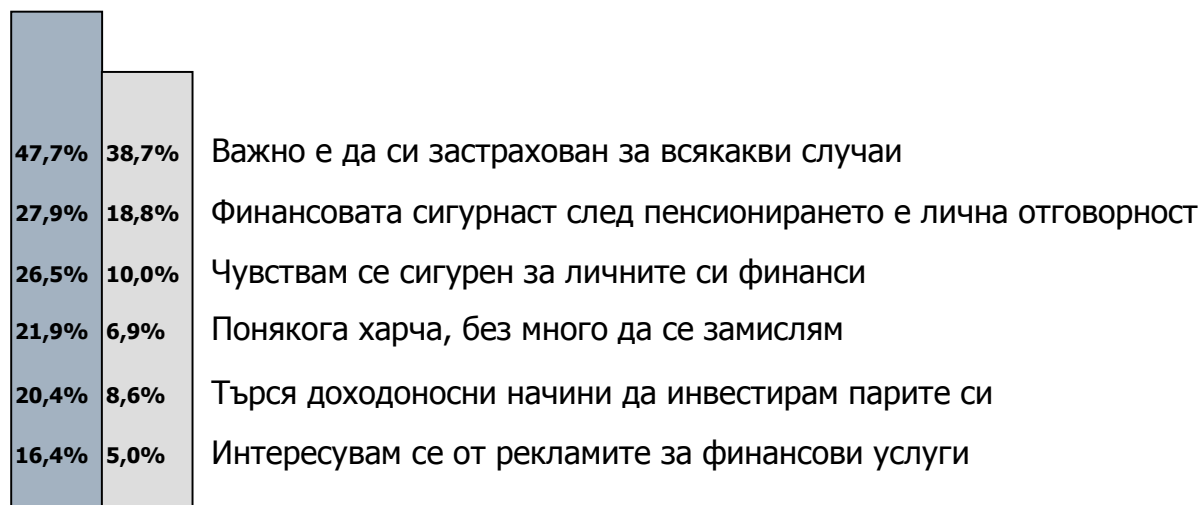 47,7% 38,7% Важно е да си застрахован за всякакви случаи
27,9% 18,8% Финансовата сигурнаст след пенсионирането е лична отговорност
26,5% 10,0% Чувствам се сигурен за личните си финанси
21,9% 6,9% Понякога харча, без много да се замислям
20,4% 8,6% Търся доходоносни начини да инвестирам парите си
16,4% 5,0% Интересувам се от рекламите за финансови услуги